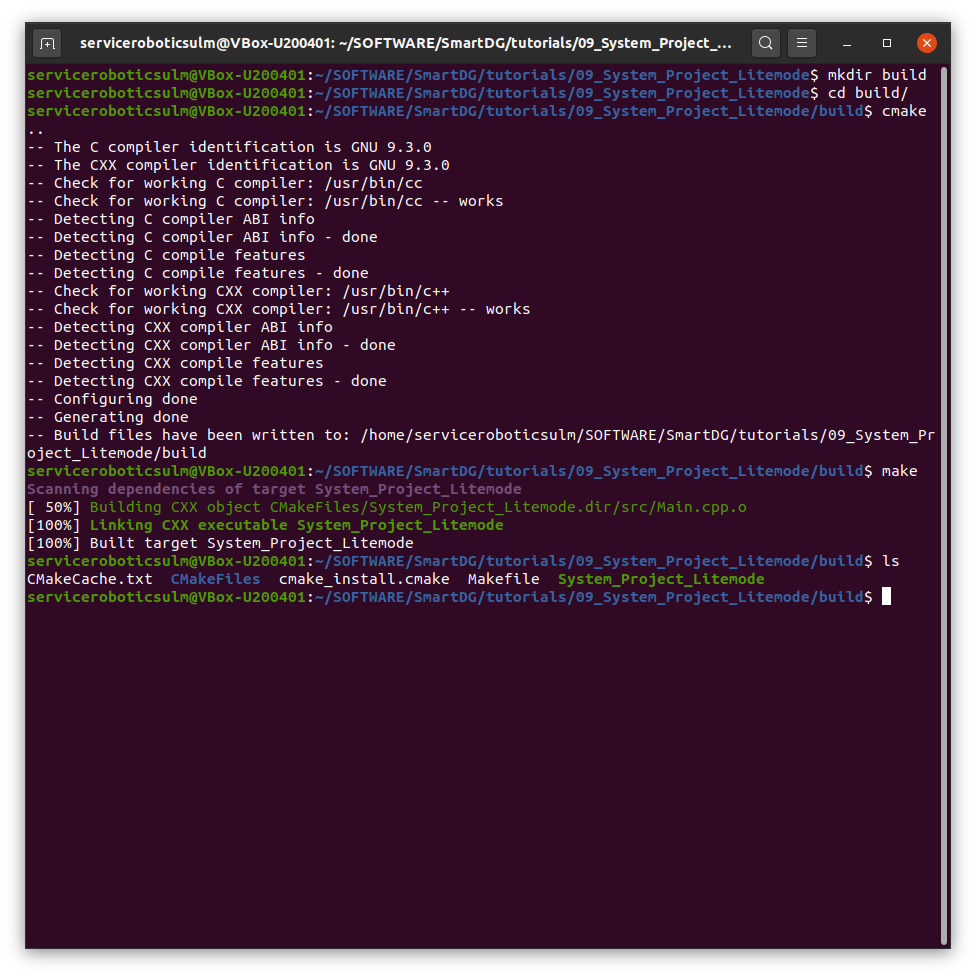 serviceroboticsulm@VBox-U200401: ~/SOFTWARE/SmartDG/tutorials/09_System_Project_...
serviceroboticsulm@VBox-U200401:~/SOFTWARE/SmartDG/tutorials/09_System_Project_Litemode$ mkdir build
serviceroboticsulm@VBox-U200401:~/SOFTWARE/SmartDG/tutorials/09_System_Project_Litemode$ cd build/
serviceroboticsulm@VBox-U200401:~/SOFTWARE/SmartDG/tutorials/09_System_Project_Litemode/build$ cmake
..
-- The C compiler identification is GNU 9.3.0
-- The CXX compiler identification is GNU 9.3.0
-- Check for working C compiler: /usr/bin/cc
-- Check for working C compiler: /usr/bin/cc -- works
-- Detecting C compiler ABI info
-- Detecting C compiler ABI info - done
-- Detecting C compile features
-- Detecting C compile features - done
-- Check for working CXX compiler: /usr/bin/c++
-- Check for working CXX compiler: /usr/bin/c++ -- works
-- Detecting CXX compiler ABI info
-- Detecting CXX compiler ABI info - done
-- Detecting CXX compile features
-- Detecting CXX compile features - done
-- Configuring done
-- Generating done
-- Build files have been written to: /home/serviceroboticsulm/SOFTWARE/SmartDG/tutorials/09_System_Pr
oject_Litemode/build
serviceroboticsulm@VBox-U200401:~/SOFTWARE/SmartDG/tutorials/09_System_Project_Litemode/build$ make
Scanning dependencies of target System_Project_Litemode
[ 50%] Building CXX object CMakeFiles/System_Project_Litemode.dir/src/Main.cpp.o
[100%] Linking CXX executable System_Project_Litemode
[100%] Built target System_Project_Litemode
serviceroboticsulm@VBox-U200401:~/SOFTWARE/SmartDG/tutorials/09_System_Project_Litemode/build$ ls
CMakeCache.txt  CMakeFiles  cmake_install.cmake  Makefile  System_Project_Litemode
serviceroboticsulm@VBox-U200401:~/SOFTWARE/SmartDG/tutorials/09_System_Project_Litemode/build$